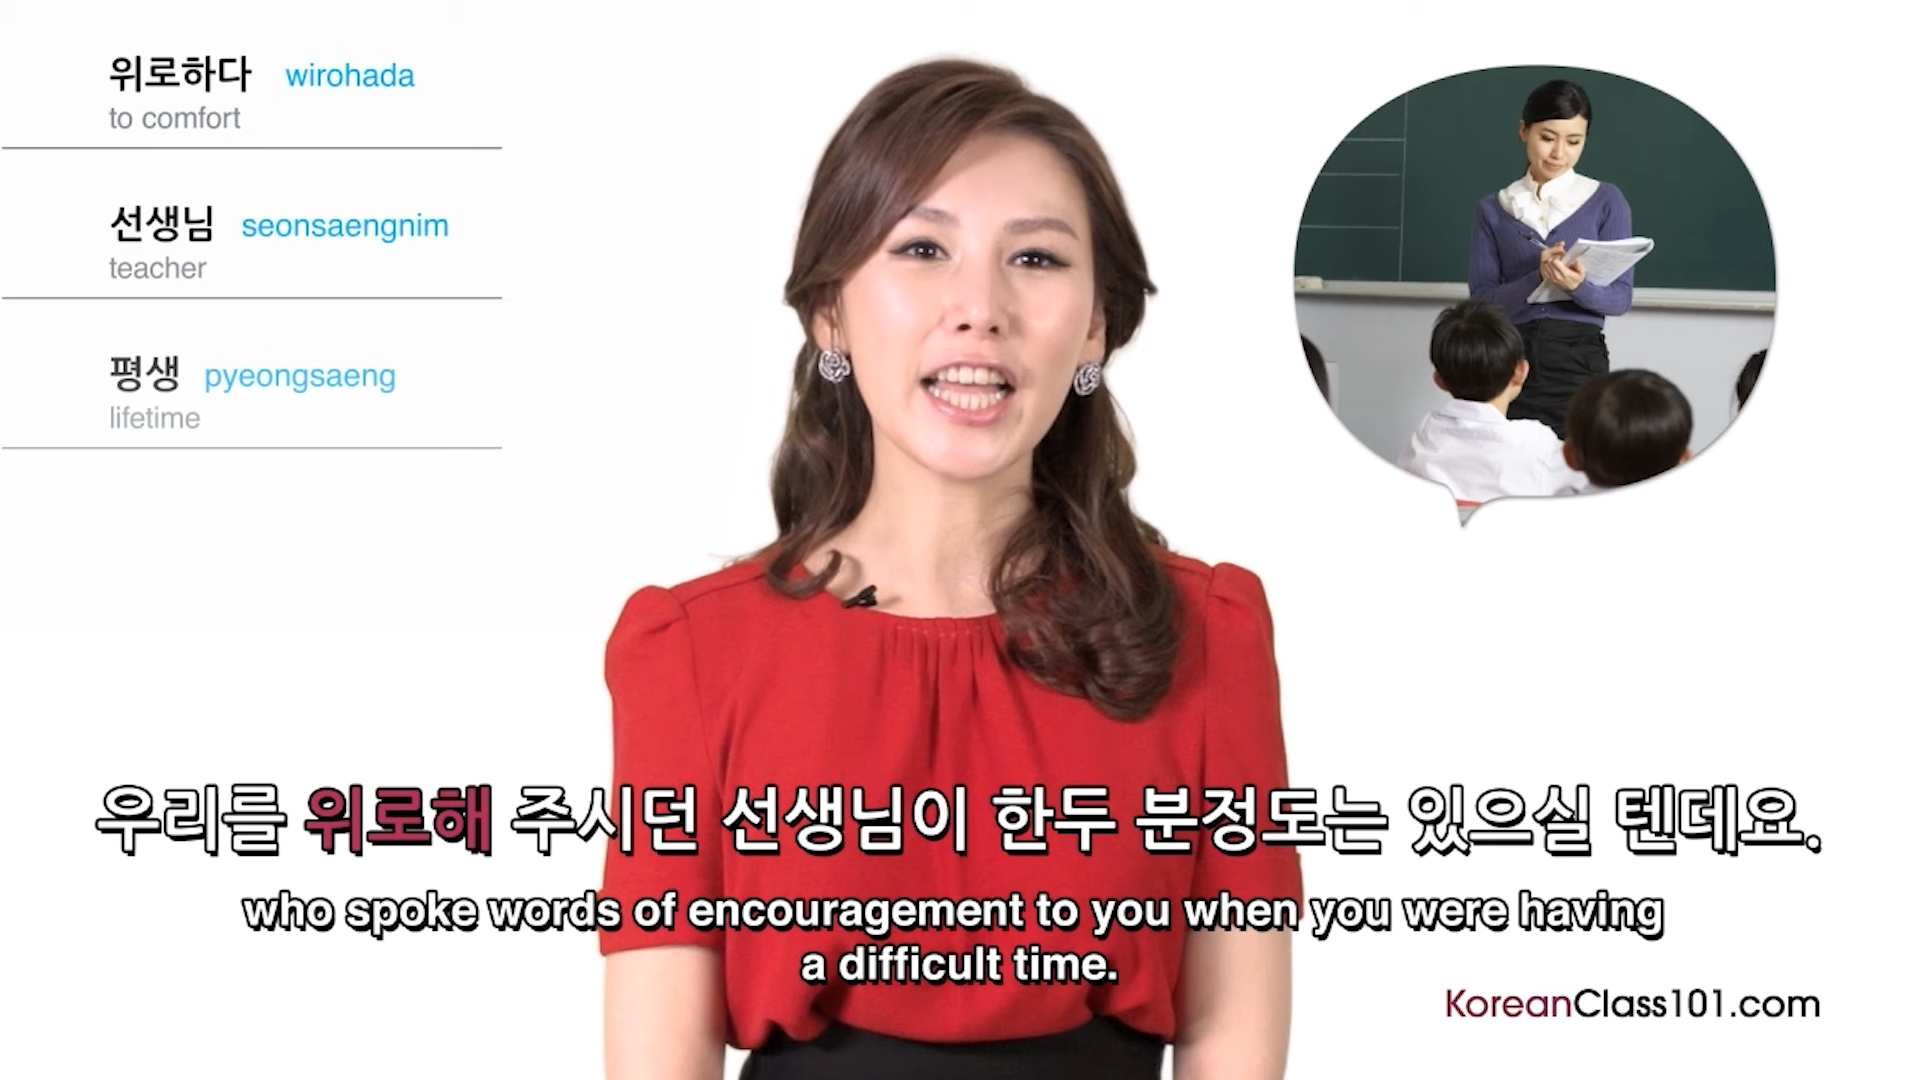 위로하다 wirohada
to comfort
선생님 seonsaengnim
teacher
평생 pyeongsaeng
lifetime
우리를 위로해 주시던 선생님이 한두 분정도는 있으실 텐데요.
who spoke words of encouragement to you when you were having
a difficult time.
KoreanClass101.com